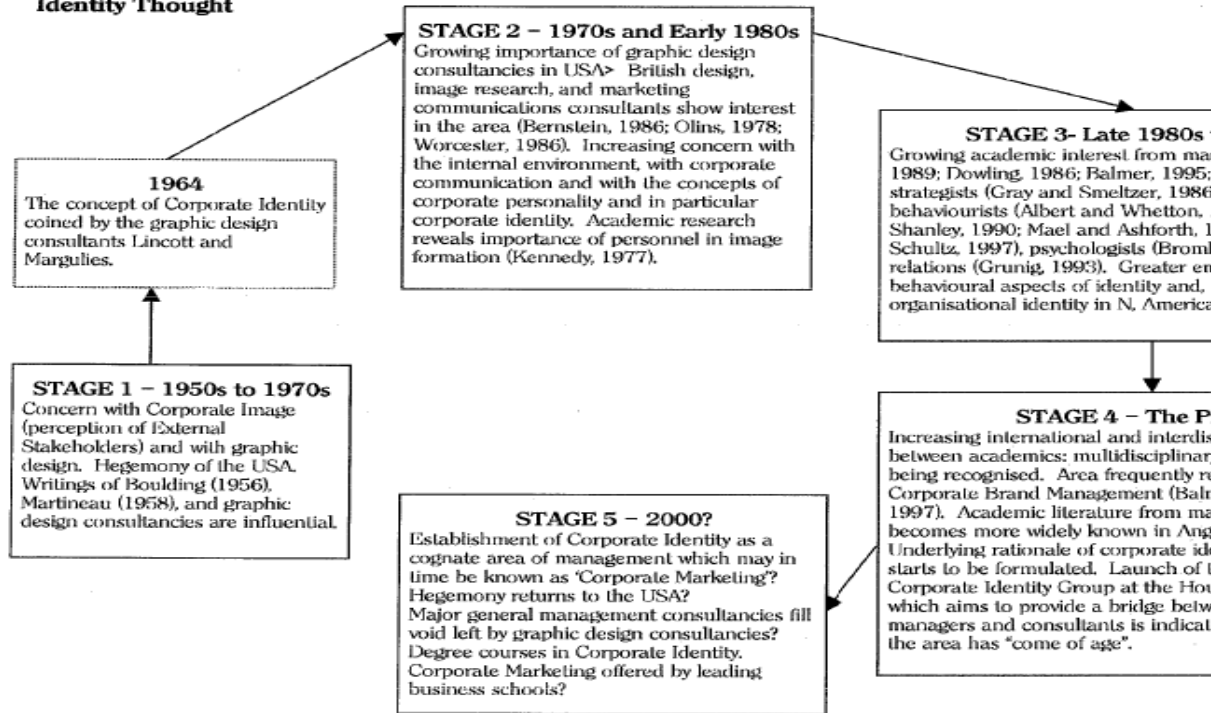 Identity Thought
STAGE 1 – 1950s to 1970s
Concern with Corporate Image
(perception of External
Stakeholders) and with graphic
design. Hegemony of the USA.
Writings of Boulding (1956),
Martineau (1958), and graphic
design consultancies are influential.
1964
The concept of Corporate Identity
coined by the graphic design
consultants Lincott and
Margulies.
STAGE 2 – 1970s and Early 1980s
Growing importance of graphic design
consultancies in USA> British design,
image research, and marketing
communications consultants show interest
in the area (Bernstein, 1986; Olins, 1978;
Worcester, 1986). Increasing concern with
the internal environment, with corporate
communication and with the concepts of
corporate personality and in particular
corporate identity. Academic research
reveals importance of personnel in image
formation (Kennedy, 1977).
STAGE 3- Late 1980s
Growing academic interest from
1989; Dowling, 1986; Balmer, 1995;
strategists (Gray and Smeltzer, 1986
behaviourists (Albert and Whetton,
Shanley, 1990; Mael and Ashforth,
Schultz, 1997), psychologists
relations (Grunig, 1993). Greater
behavioural aspects of identity and,
organisational identity in N, America
STAGE 4 – The
Increasing international and
between academics:
being recognised. Area frequently
Corporate Brand Management
1997). Academic literature from
becomes more widely known in
Underlying rationale of corporate
starts to be formulated. Launch of
Corporate Identity Group at the
which aims to provide a bridge
managers and consultants is
the area has "come of age".
STAGE 5 – 2000?
Establishment of Corporate Identity as a
cognate area of management which may in
time be known as 'Corporate Marketing'?
Hegemony returns to the USA?
Major general management consultancies fill
void left by graphic design consultancies?
Degree courses in Corporate Identity.
Corporate Marketing offered by leading
business schools?